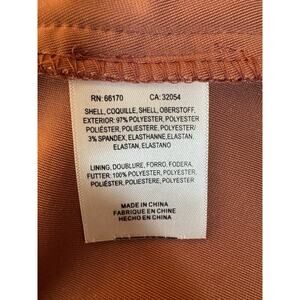 RN: 66170 CA: 32054
SHELL, COQUILLE, SHELL, OBERSTOFF,
EXTERIOR: 97% POLYESTER, POLYESTER
POLIÉSTER, POLIESTERE, POLYESTER/
3% SPANDEX, ELASTHANNE, ELASTAN,
ELASTAN, ELASTANO
LINING, DOUBLURE, FORRO, FODERA,
FUTTER: 100% POLYESTER, POLYESTER,
POLIÉSTER, POLIESTERE, POLYESTER
MADE IN CHINA
FABRIQUE EN CHINE
HECHO EN CHINA